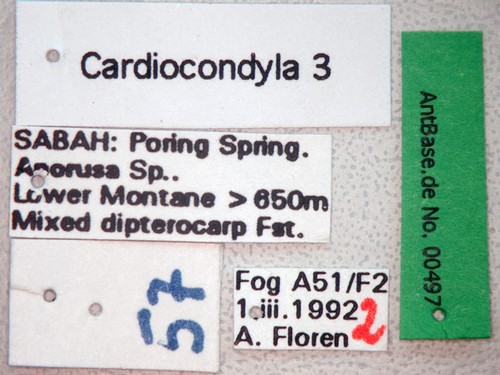 Cardiocondyla 3
SABAH: Poring Spring.
Aporusa Sp..
Lower Montane > 650m
Mixed dipterocarp Fst.
57
Fog A51/F2
1.iii.1992
A. Floren
2
AntBase.de No. 00497